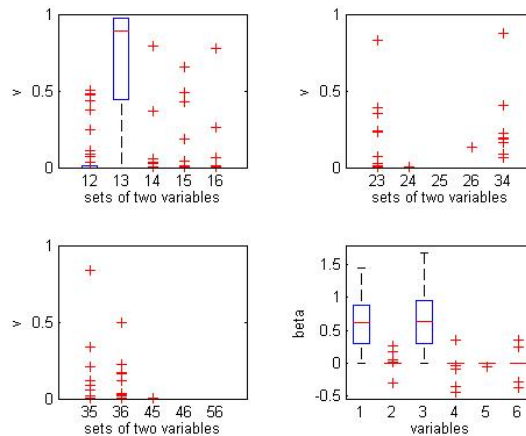 1
0.5
0
v
12 13 14 15 16
sets of two variables
1
0.5
0
v
23 24 25 26 34
sets of two variables
1
0.5
0
v
35 36 45 46 56
sets of two variables
1.5
1
0.5
0
-0.5
beta
1 2 3 4 5 6
variables